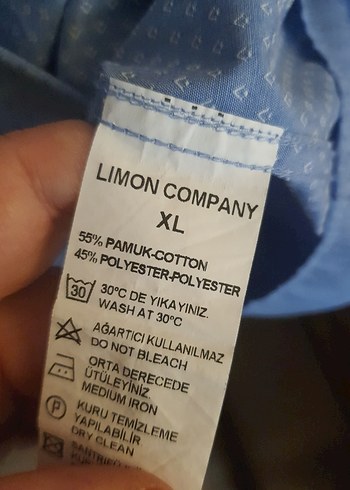 LIMON COMPANY
XL
55% PAMUK-COTTON
45% POLYESTER-POLYESTER
30
30°C DE YIKAYINIZ.
WASH AT 30°C
AĞARTICI KULLANILMAZ
DO NOT BLEACH
ORTA DERECEDE
ÜTÜLEYİNİZ.
MEDIUM IRON
P
KURU TEMİZLEME
YAPILABİLİR
DRY CLEAN